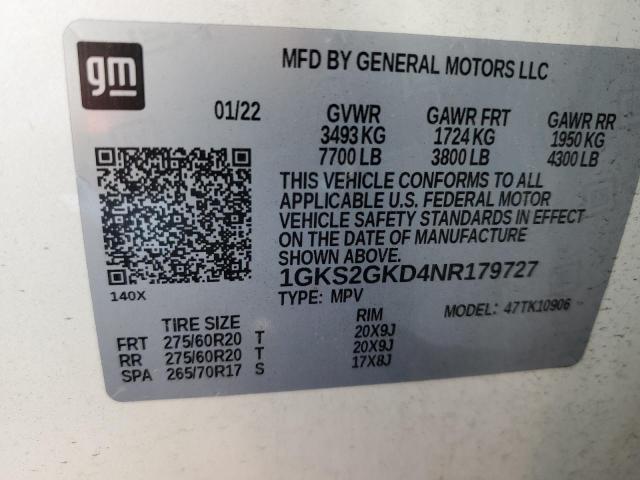 gm
MFD BY GENERAL MOTORS LLC
01/22 GVWR GAWR FRT GAWR RR
3493 KG 1724 KG 1950 KG
7700 LB 3800 LB 4300 LB
THIS VEHICLE CONFORMS TO ALL
APPLICABLE U.S. FEDERAL MOTOR
VEHICLE SAFETY STANDARDS IN EFFECT
ON THE DATE OF MANUFACTURE
SHOWN ABOVE.
1GKS2GKD4NR179727
140X TYPE: MPV MODEL: 47TK10906
TIRE SIZE RIM
FRT 275/60R20 T 20X9J
RR 275/60R20 T 20X9J
SPA 265/70R17 S 17X8J